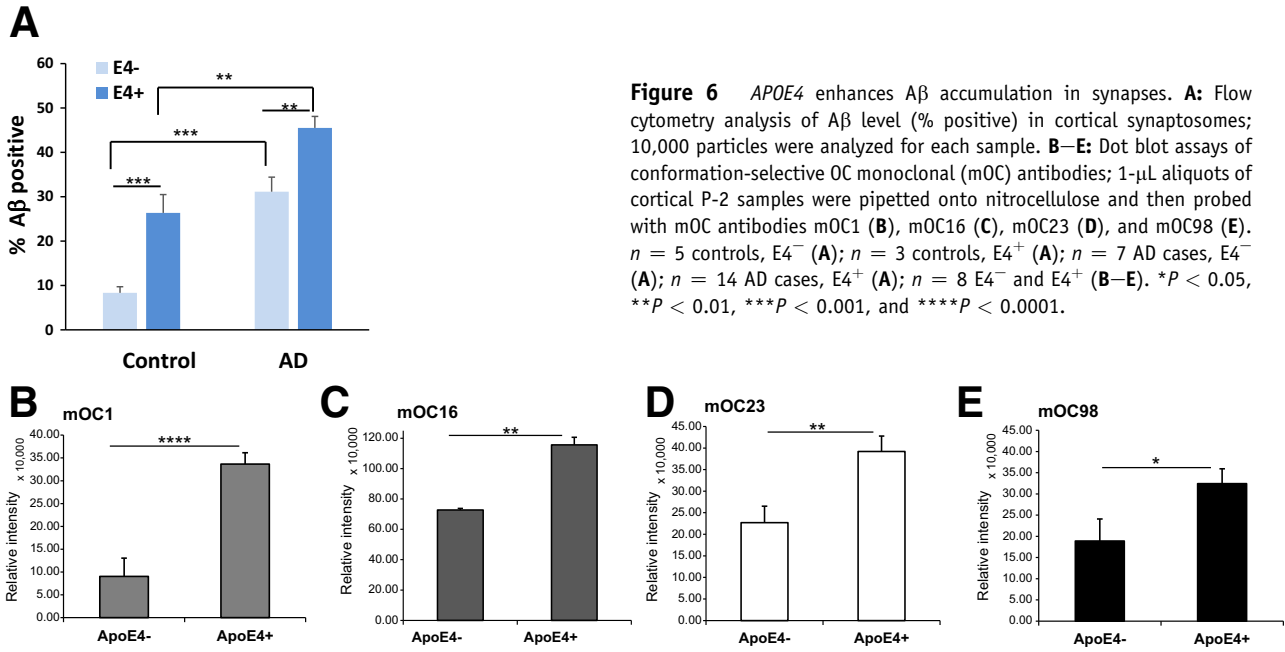 A
60
50
40
30
20
10
0
% Aβ positive
E4-
E4+
**
**
***
***
Control AD
Figure 6 APOE4 enhances Aβ accumulation in synapses. A: Flow
cytometry analysis of Aβ level (% positive) in cortical synaptosomes;
10,000 particles were analyzed for each sample. B–E: Dot blot assays of
conformation-selective OC monoclonal (mOC) antibodies; 1-μL aliquots of
cortical P-2 samples were pipetted onto nitrocellulose and then probed
with mOC antibodies mOC1 (B), mOC16 (C), mOC23 (D), and mOC98 (E).
n = 5 controls, E4⁻ (A); n = 3 controls, E4⁺ (A); n = 7 AD cases, E4⁻
(A); n = 14 AD cases, E4⁺ (A); n = 8 E4⁻ and E4⁺ (B–E). *P < 0.05,
**P < 0.01, ***P < 0.001, and ****P < 0.0001.
B
mOC1
40.00
35.00
30.00
25.00
20.00
15.00
10.00
5.00
0.00
Relative intensity
x 10,000
****
ApoE4- ApoE4+
C
mOC16
120.00
100.00
80.00
60.00
40.00
20.00
0.00
Relative intensity
x 10,000
**
ApoE4- ApoE4+
D
mOC23
45.00
40.00
35.00
30.00
25.00
20.00
15.00
10.00
5.00
0.00
Relative intensity
x 10,000
**
ApoE4- ApoE4+
E
mOC98
45.00
40.00
35.00
30.00
25.00
20.00
15.00
10.00
5.00
0.00
Relative intensity
x 10,000
*
ApoE4- ApoE4+